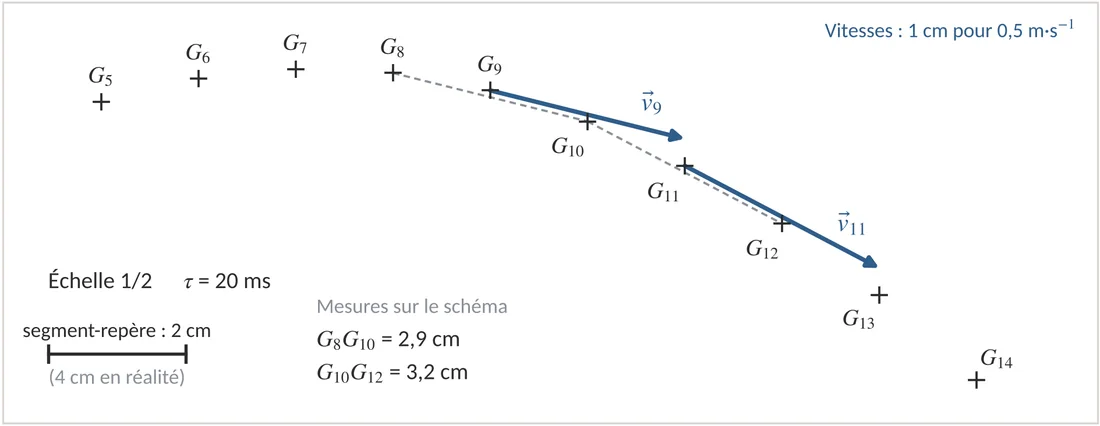 Vitesses : 1 cm pour 0,5 m·s⁻¹
G₅
G₆
G₇
G₈
G₉
v⃗₉
G₁₀
G₁₁
v⃗₁₁
G₁₂
G₁₃
G₁₄
Échelle 1/2 τ = 20 ms
segment-repère : 2 cm
(4 cm en réalité)
Mesures sur le schéma
G₈G₁₀ = 2,9 cm
G₁₀G₁₂ = 3,2 cm